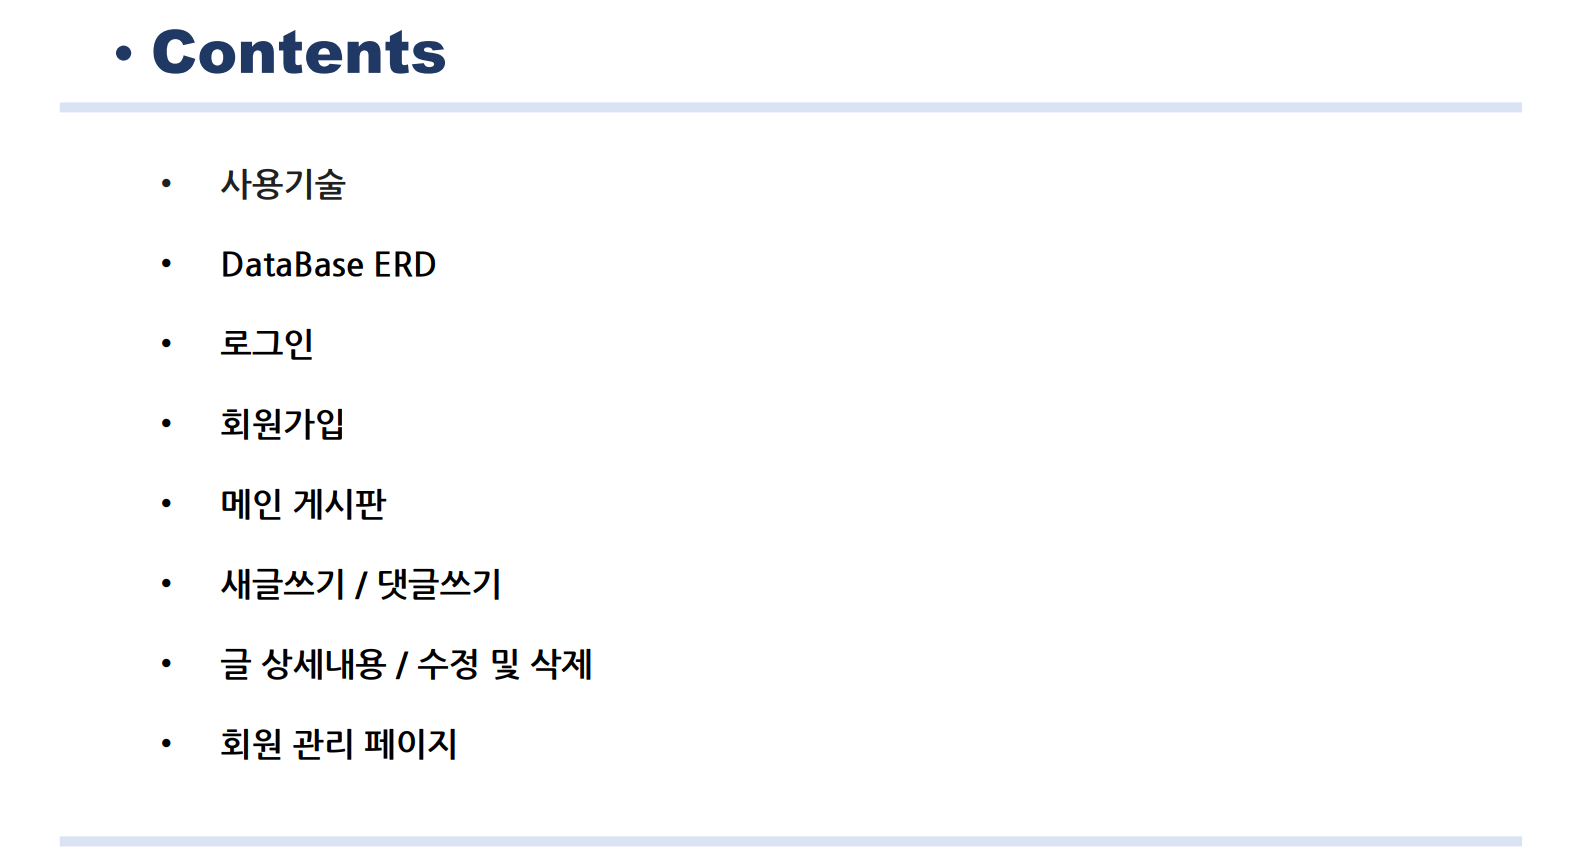 • Contents
• 사용기술
• DataBase ERD
• 로그인
• 회원가입
• 메인 게시판
• 새글쓰기 / 댓글쓰기
• 글 상세내용 / 수정 및 삭제
• 회원 관리 페이지